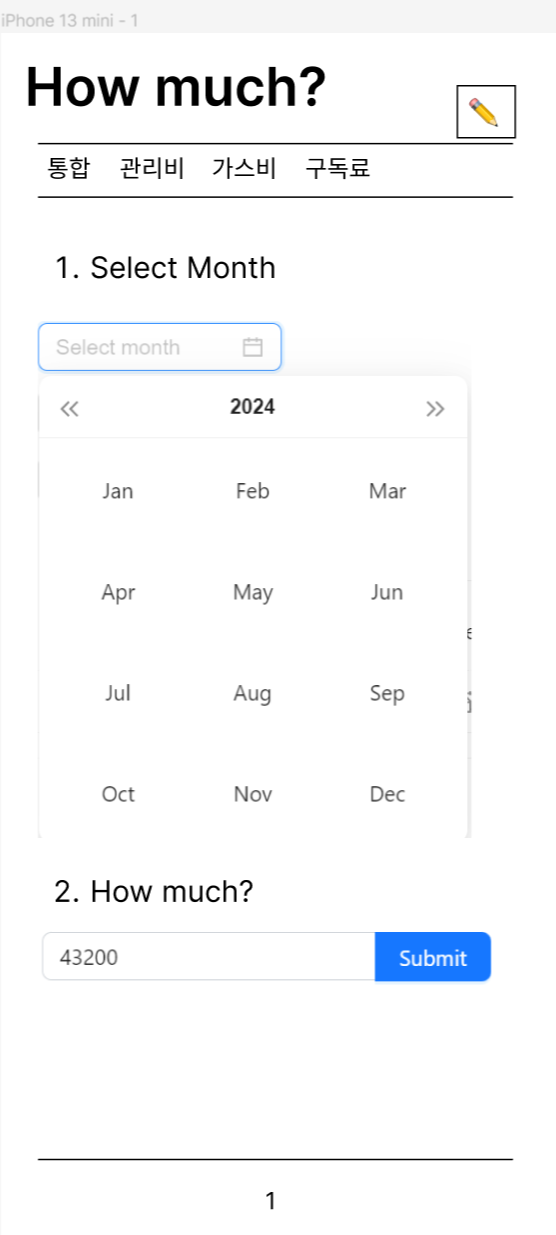 iPhone 13 mini - 1
How much?
통합 관리비 가스비 구독료
1. Select Month
Select month
2024
Jan Feb Mar
Apr May Jun
Jul Aug Sep
Oct Nov Dec
2. How much?
43200 Submit
1